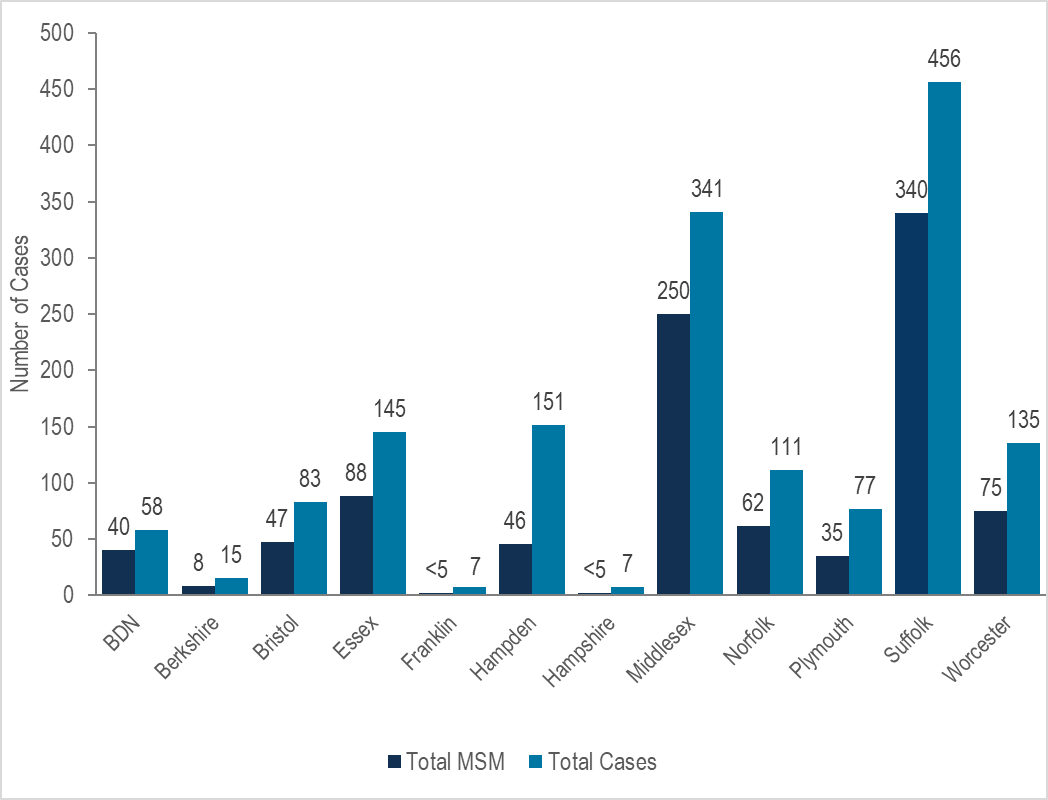 Number of Cases
500
450
400
350
300
250
200
150
100
50
0
40 58
8 15
47 83
88 145
<5 7
46 151
<5 7
250 341
62 111
35 77
340 456
75 135
BDN
Berkshire
Bristol
Essex
Franklin
Hampden
Hampshire
Middlesex
Norfolk
Plymouth
Suffolk
Worcester
Total MSM Total Cases